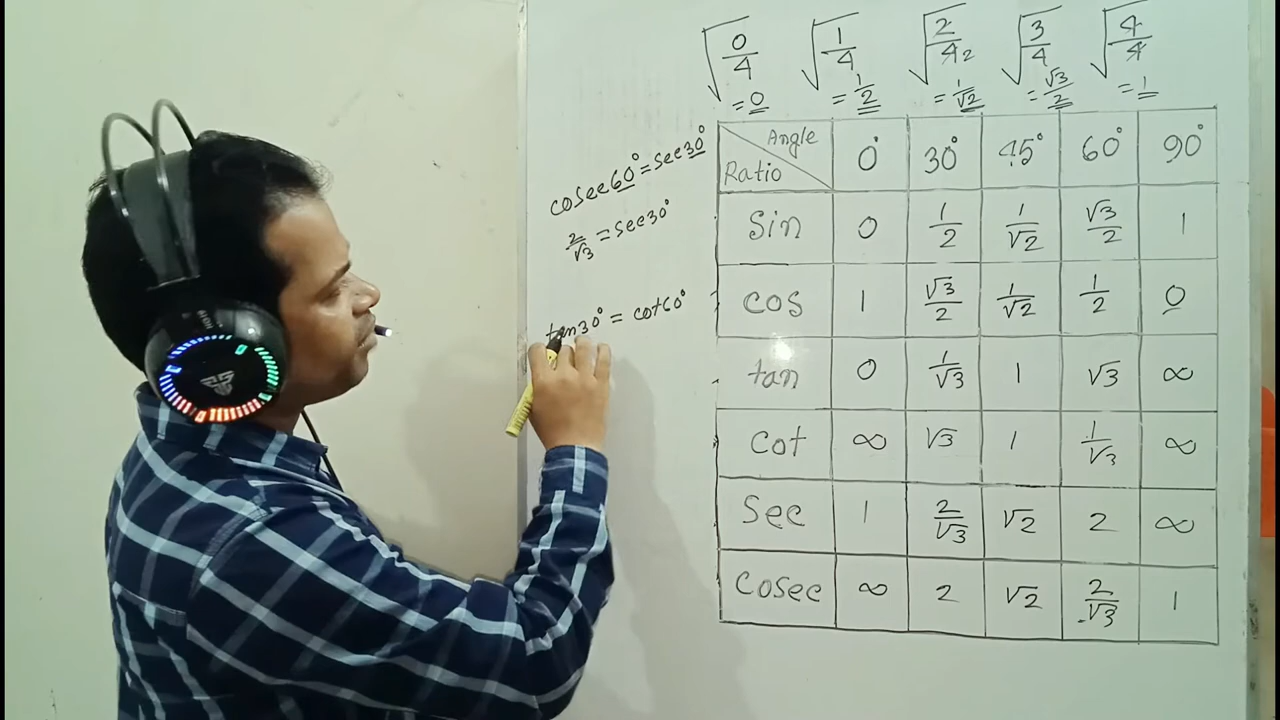 √0/4 √1/4 √2/4 2 √3/4 √4/4
=0 =1/2 =1/√2 =√3/2 =1
cosec60°=sec30°
2/√3 =sec30°
tan30° = cot60°
Angle
Ratio 0° 30° 45° 60° 90°
Sin 0 1/2 1/√2 √3/2 1
cos 1 √3/2 1/√2 1/2 0
tan 0 1/√3 1 √3 ∞
cot ∞ √3 1 1/√3 ∞
Sec 1 2/√3 √2 2 ∞
cosec ∞ 2 √2 2/√3 1